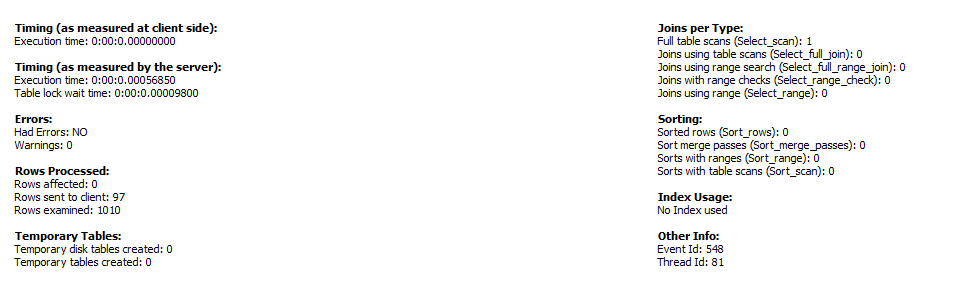 Timing (as measured at client side):
Execution time: 0:00:0.00000000
Timing (as measured by the server):
Execution time: 0:00:0.00056850
Table lock wait time: 0:00:0.00009800
Errors:
Had Errors: NO
Warnings: 0
Rows Processed:
Rows affected: 0
Rows sent to client: 97
Rows examined: 1010
Temporary Tables:
Temporary disk tables created: 0
Temporary tables created: 0
Joins per Type:
Full table scans (Select_scan): 1
Joins using table scans (Select_full_join): 0
Joins using range search (Select_full_range_join): 0
Joins with range checks (Select_range_check): 0
Joins using range (Select_range): 0
Sorting:
Sorted rows (Sort_rows): 0
Sort merge passes (Sort_merge_passes): 0
Sorts with ranges (Sort_range): 0
Sorts with table scans (Sort_scan): 0
Index Usage:
No Index used
Other Info:
Event Id: 548
Thread Id: 81